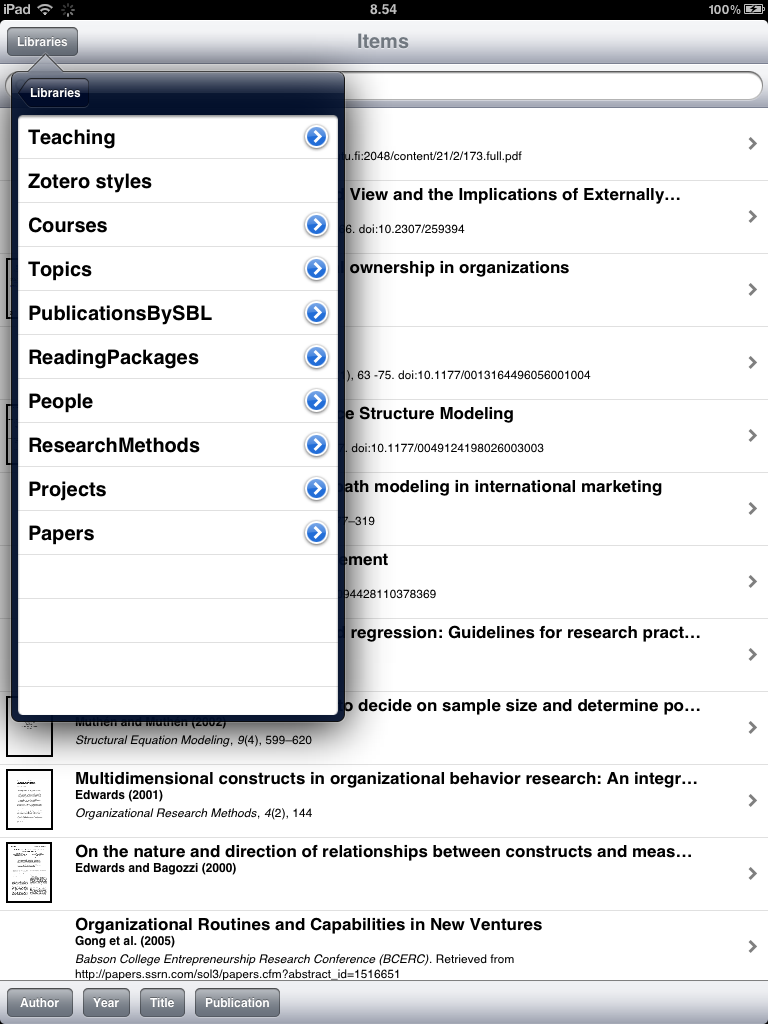 iPad 8.54 100%
Libraries Items
Libraries
Teaching
Zotero styles
Courses
Topics
PublicationsBySBL
ReadingPackages
People
ResearchMethods
Projects
Papers
u.fi:2048/content/21/2/173.full.pdf
View and the Implications of Externally…
66. doi:10.2307/259394
ownership in organizations
), 63 -75. doi:10.1177/0013164496056001004
ce Structure Modeling
. doi:10.1177/0049124198026003003
ath modeling in international marketing
7–319
ement
94428110378369
regression: Guidelines for research pract…
o decide on sample size and determine po…
Muthén and Muthén (2002)
Structural Equation Modeling, 9(4), 599–620
Multidimensional constructs in organizational behavior research: An integr…
Edwards (2001)
Organizational Research Methods, 4(2), 144
On the nature and direction of relationships between constructs and meas…
Edwards and Bagozzi (2000)
Organizational Routines and Capabilities in New Ventures
Gong et al. (2005)
Babson College Entrepreneurship Research Conference (BCERC). Retrieved from
http://papers.ssrn.com/sol3/papers.cfm?abstract_id=1516651
Author Year Title Publication